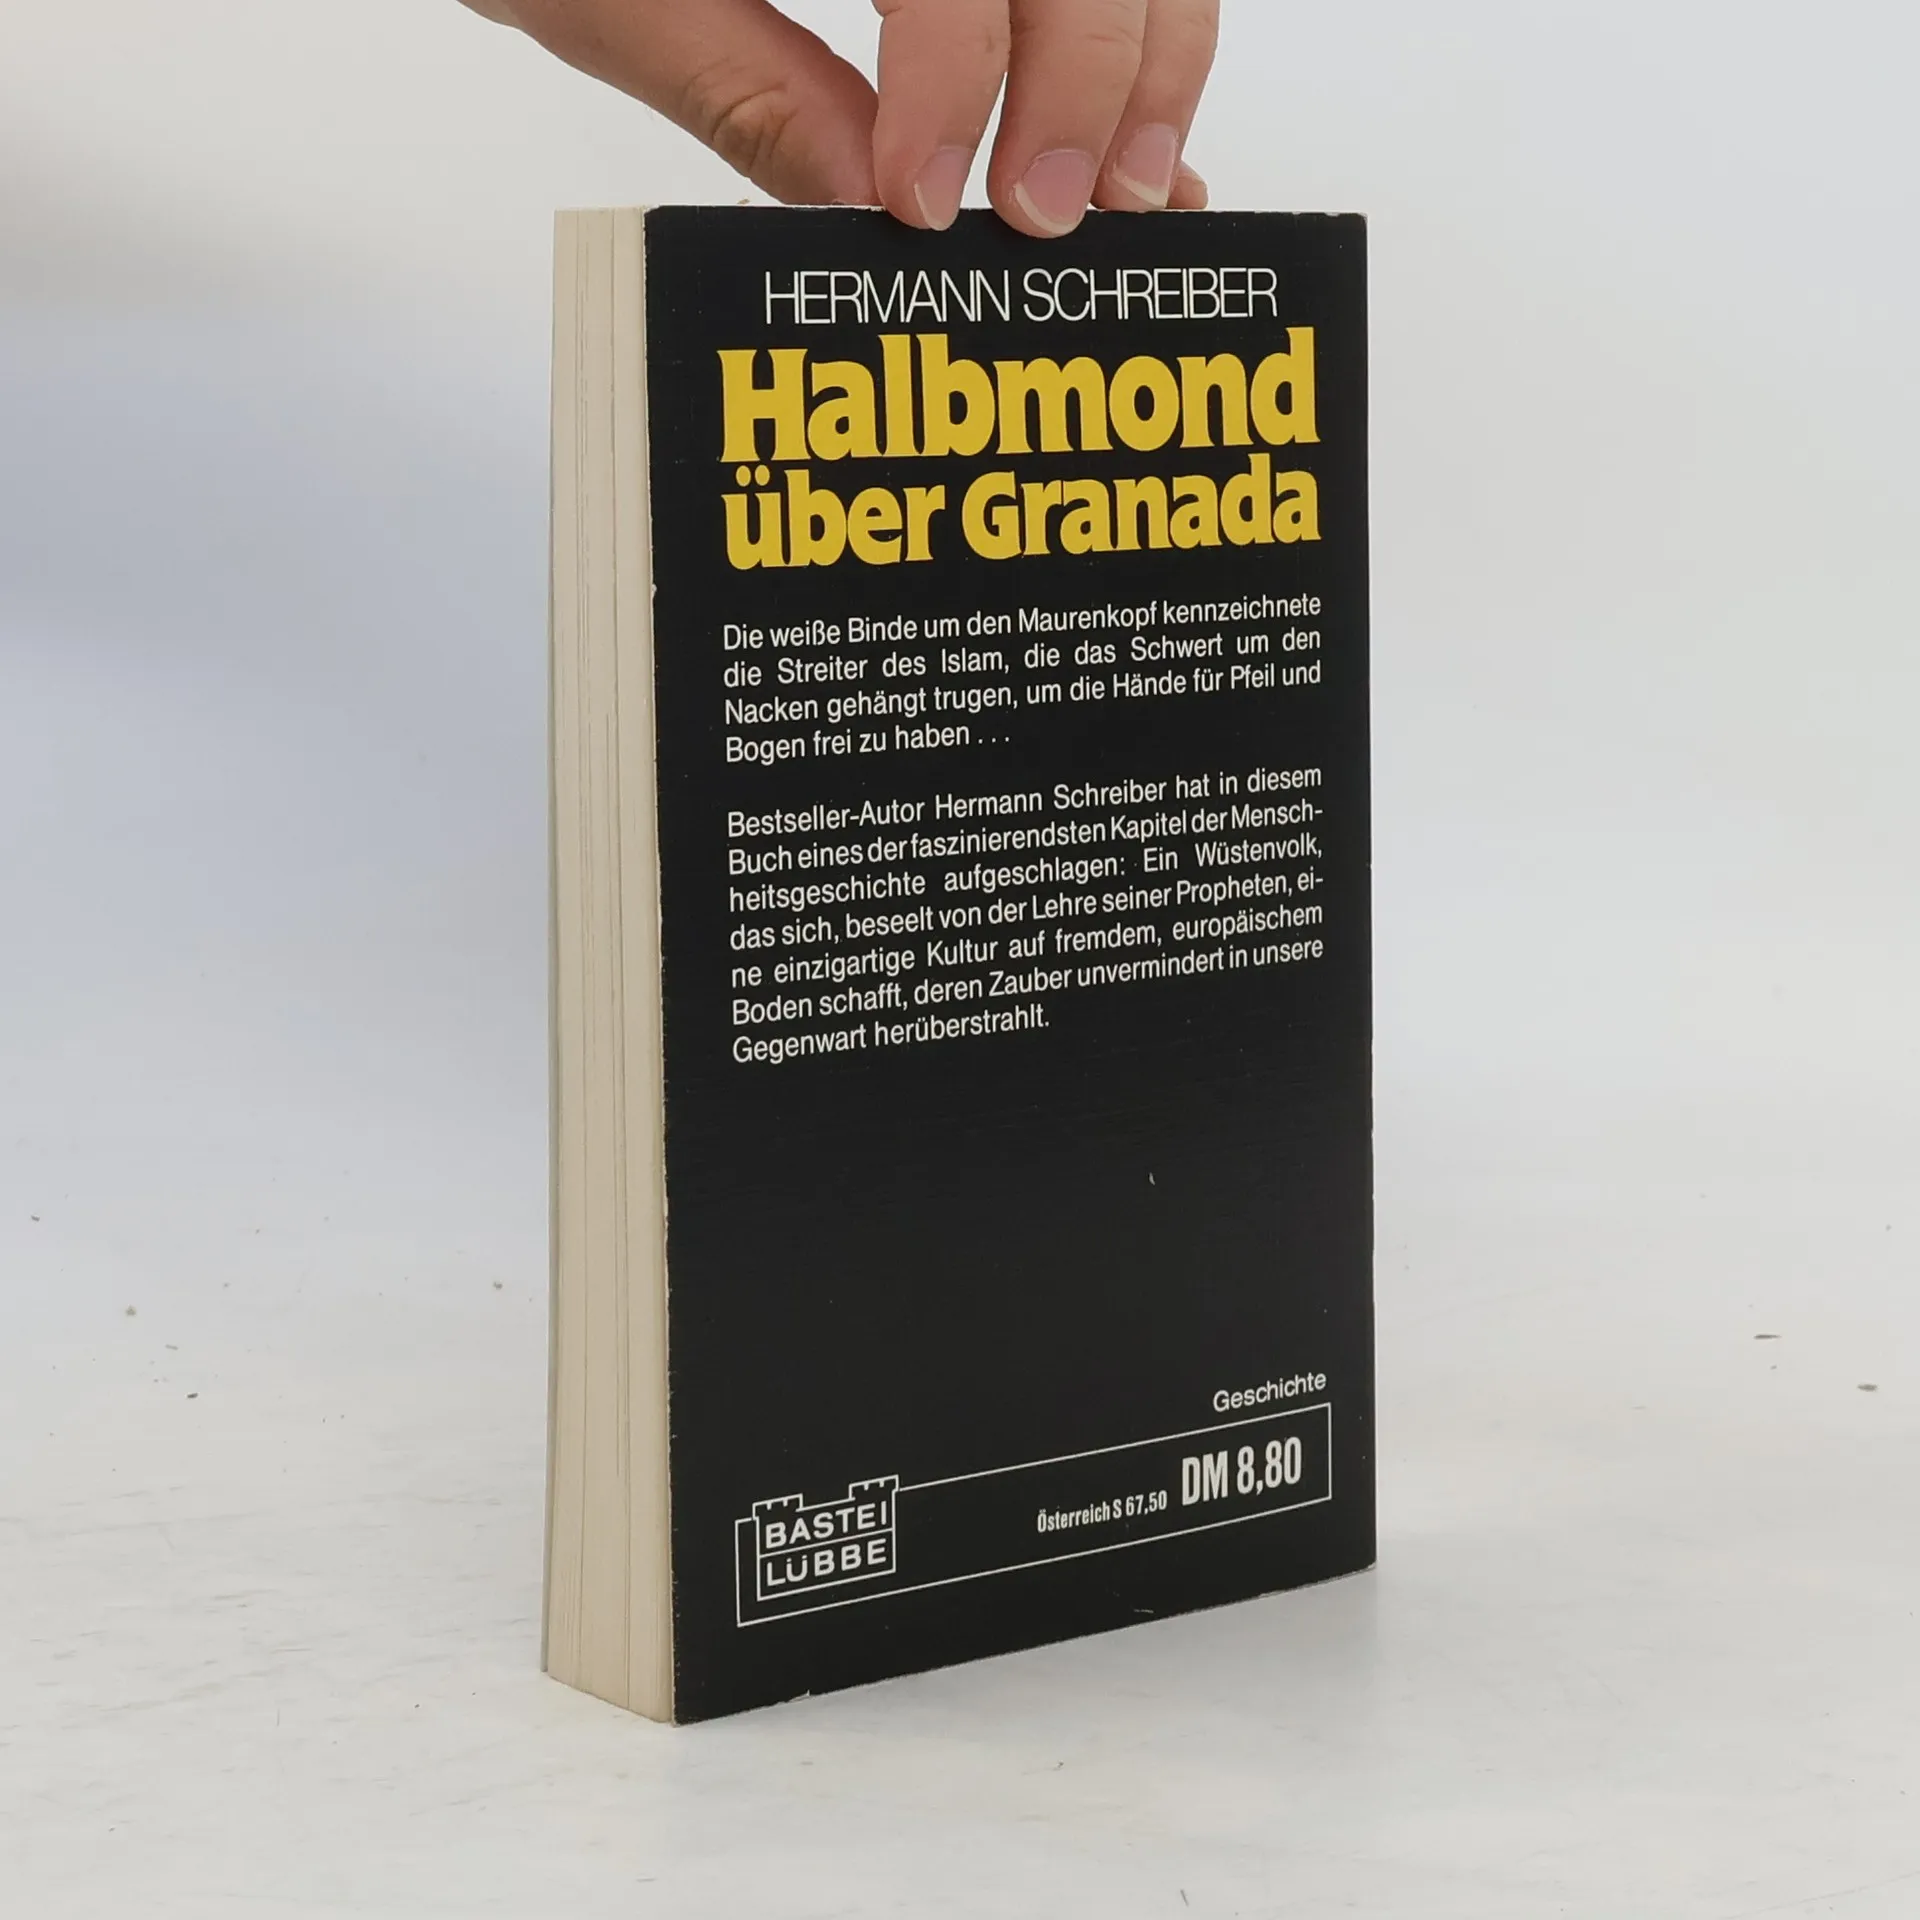 HERMANN SCHREIBER
Halbmond
über Granada
Die weiße Binde um den Maurenkopf kennzeichnete
die Streiter des Islam, die das Schwert um den
Nacken gehängt trugen, um die Hände für Pfeil und
Bogen frei zu haben . . .
Bestseller-Autor Hermann Schreiber hat in diesem
Buch eines der faszinierendsten Kapitel der Mensch-
heitsgeschichte aufgeschlagen: Ein Wüstenvolk,
das sich, beseelt von der Lehre seiner Propheten, ei-
ne einzigartige Kultur auf fremdem, europäischem
Boden schafft, deren Zauber unvermindert in unsere
Gegenwart herüberstrahlt.
Geschichte
BASTEI
LÜBBE
Österreich S 67,50 DM 8,80